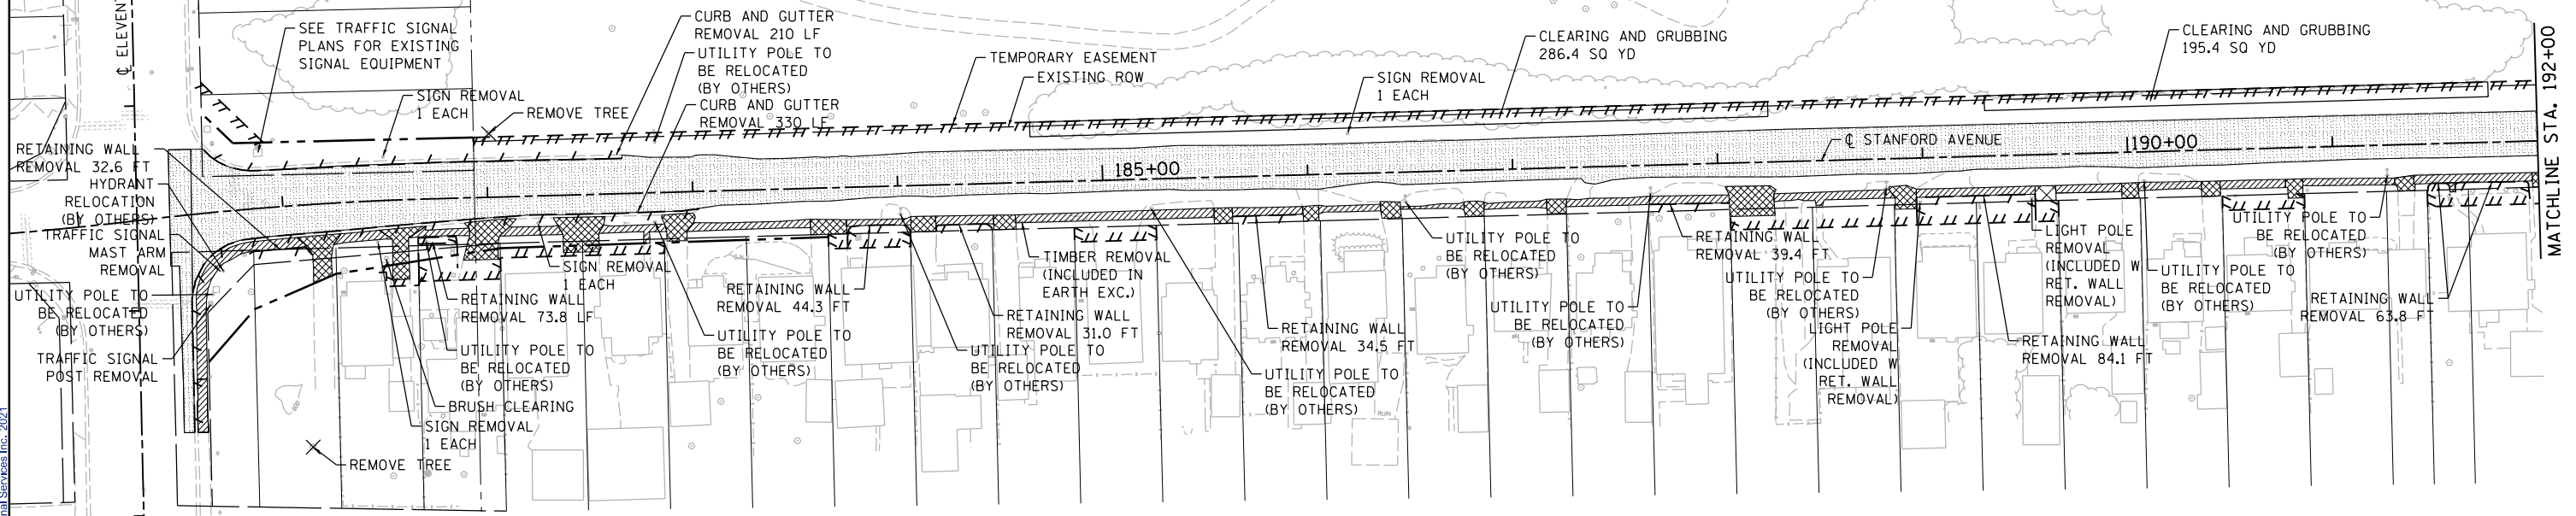 ℄ ELEVEN
SEE TRAFFIC SIGNAL
PLANS FOR EXISTING
SIGNAL EQUIPMENT
SIGN REMOVAL
1 EACH
REMOVE TREE
CURB AND GUTTER
REMOVAL 210 LF
UTILITY POLE TO
BE RELOCATED
(BY OTHERS)
CURB AND GUTTER
REMOVAL 330 LF
TEMPORARY EASEMENT
EXISTING ROW
SIGN REMOVAL
1 EACH
CLEARING AND GRUBBING
286.4 SQ YD
CLEARING AND GRUBBING
195.4 SQ YD
MATCHLINE STA. 192+00
℄ STANFORD AVENUE
190+00
185+00
RETAINING WALL
REMOVAL 32.6 FT
HYDRANT
RELOCATION
(BY OTHERS)
TRAFFIC SIGNAL
MAST ARM
REMOVAL
UTILITY POLE TO
BE RELOCATED
(BY OTHERS)
TRAFFIC SIGNAL
POST REMOVAL
REMOVE TREE
SIGN REMOVAL
1 EACH
BRUSH CLEARING
UTILITY POLE TO
BE RELOCATED
(BY OTHERS)
RETAINING WALL
REMOVAL 73.8 LF
SIGN REMOVAL
1 EACH
RETAINING WALL
REMOVAL 44.3 FT
UTILITY POLE TO
BE RELOCATED
(BY OTHERS)
TIMBER REMOVAL
(INCLUDED IN
EARTH EXC.)
RETAINING WALL
REMOVAL 31.0 FT
UTILITY POLE TO
BE RELOCATED
(BY OTHERS)
RETAINING WALL
REMOVAL 34.5 FT
UTILITY POLE TO
BE RELOCATED
(BY OTHERS)
UTILITY POLE TO
BE RELOCATED
(BY OTHERS)
UTILITY POLE TO
BE RELOCATED
(BY OTHERS)
RETAINING WALL
REMOVAL 39.4 FT
UTILITY POLE TO
BE RELOCATED
(BY OTHERS)
LIGHT POLE
REMOVAL
(INCLUDED W
RET. WALL
REMOVAL)
RETAINING WALL
REMOVAL 84.1 FT
LIGHT POLE
REMOVAL
(INCLUDED W
RET. WALL
REMOVAL)
UTILITY POLE TO
BE RELOCATED
(BY OTHERS)
UTILITY POLE TO
BE RELOCATED
(BY OTHERS)
RETAINING WALL
REMOVAL 63.8 FT
RUIN
nal Services Inc. 2021